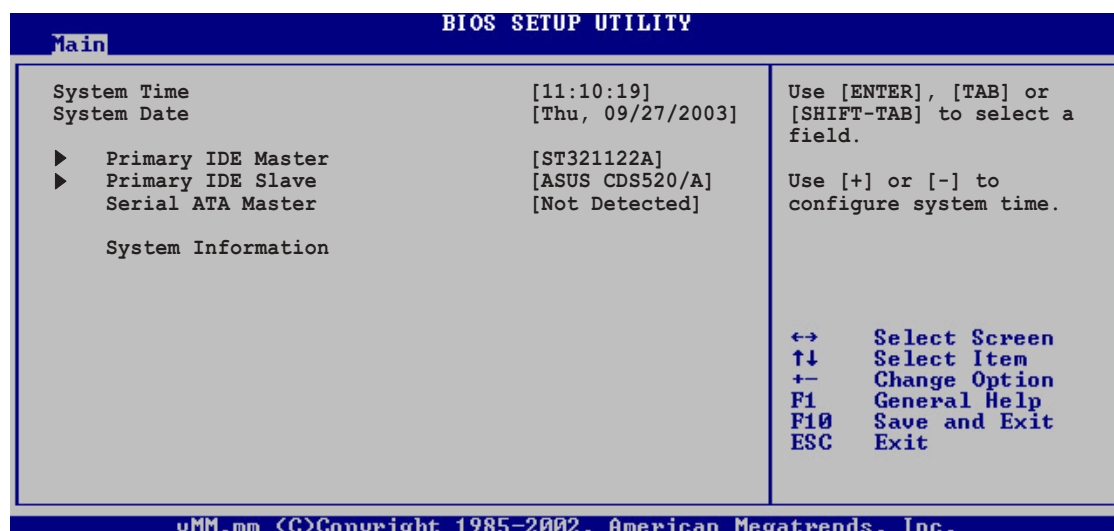 BIOS SETUP UTILITY
Main
System Time [11:10:19]
System Date [Thu, 09/27/2003]
Primary IDE Master [ST321122A]
Primary IDE Slave [ASUS CDS520/A]
Serial ATA Master [Not Detected]
System Information
Use [ENTER], [TAB] or
[SHIFT-TAB] to select a
field.
Use [+] or [-] to
configure system time.
←→ Select Screen
↑↓ Select Item
+- Change Option
F1 General Help
F10 Save and Exit
ESC Exit
vMM.mm (C)Copyright 1985-2002, American Megatrends, Inc.